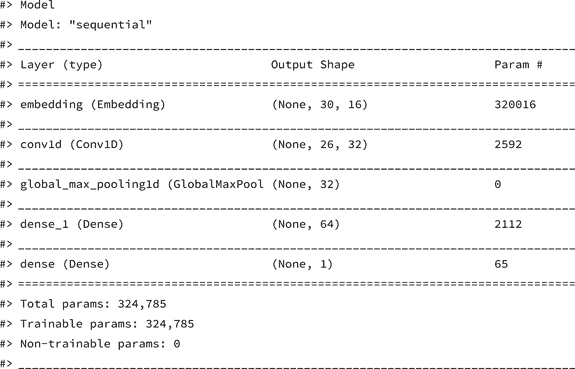 #> Model
#> Model: "sequential"
#> ________________________________________________________________________________
#> Layer (type)                        Output Shape                    Param #
#> ================================================================================
#> embedding (Embedding)               (None, 30, 16)                  320016
#> ________________________________________________________________________________
#> conv1d (Conv1D)                     (None, 26, 32)                  2592
#> ________________________________________________________________________________
#> global_max_pooling1d (GlobalMaxPool (None, 32)                      0
#> ________________________________________________________________________________
#> dense_1 (Dense)                     (None, 64)                      2112
#> ________________________________________________________________________________
#> dense (Dense)                       (None, 1)                       65
#> ================================================================================
#> Total params: 324,785
#> Trainable params: 324,785
#> Non-trainable params: 0
#> ________________________________________________________________________________